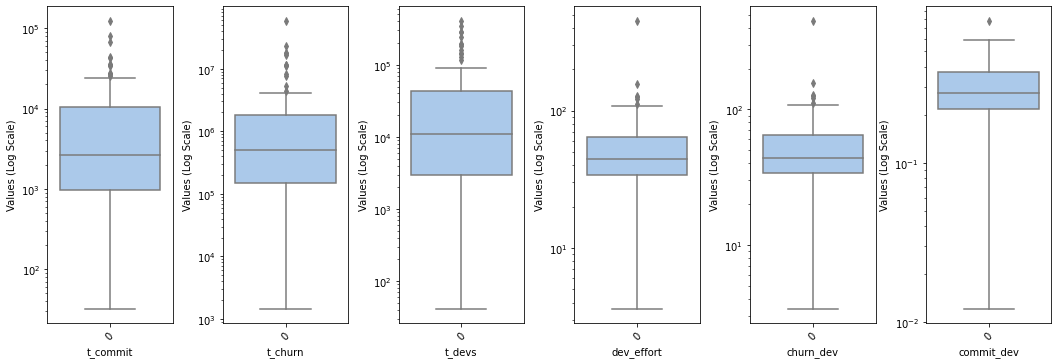 Values (Log Scale)
10^5
10^4
10^3
10^2
0
t_commit
Values (Log Scale)
10^7
10^6
10^5
10^4
10^3
0
t_churn
Values (Log Scale)
10^5
10^4
10^3
10^2
0
t_devs
Values (Log Scale)
10^2
10^1
0
dev_effort
Values (Log Scale)
10^2
10^1
0
churn_dev
Values (Log Scale)
10^-1
10^-2
0
commit_dev